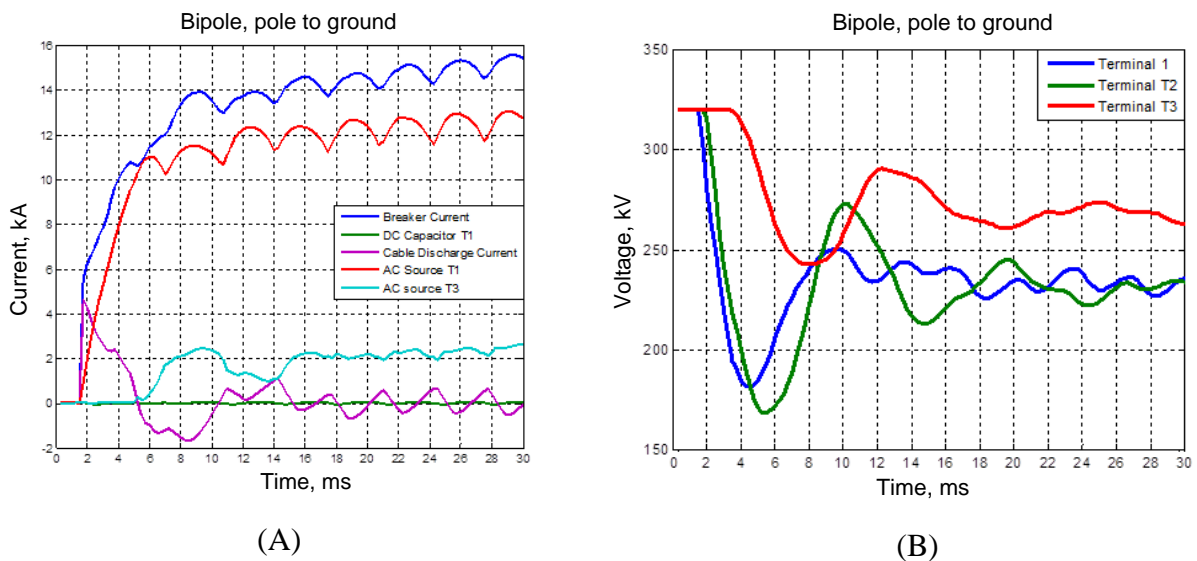 Bipole, pole to ground
16
14
12
10
8
6
4
2
0
-2
Current, kA
Breaker Current
DC Capacitor T1
Cable Discharge Current
AC Source T1
AC source T3
0 2 4 6 8 10 12 14 16 18 20 22 24 26 28 30
Time, ms
(A)
Bipole, pole to ground
350
300
250
200
150
Voltage, kV
Terminal 1
Terminal T2
Terminal T3
0 2 4 6 8 10 12 14 16 18 20 22 24 26 28 30
Time, ms
(B)